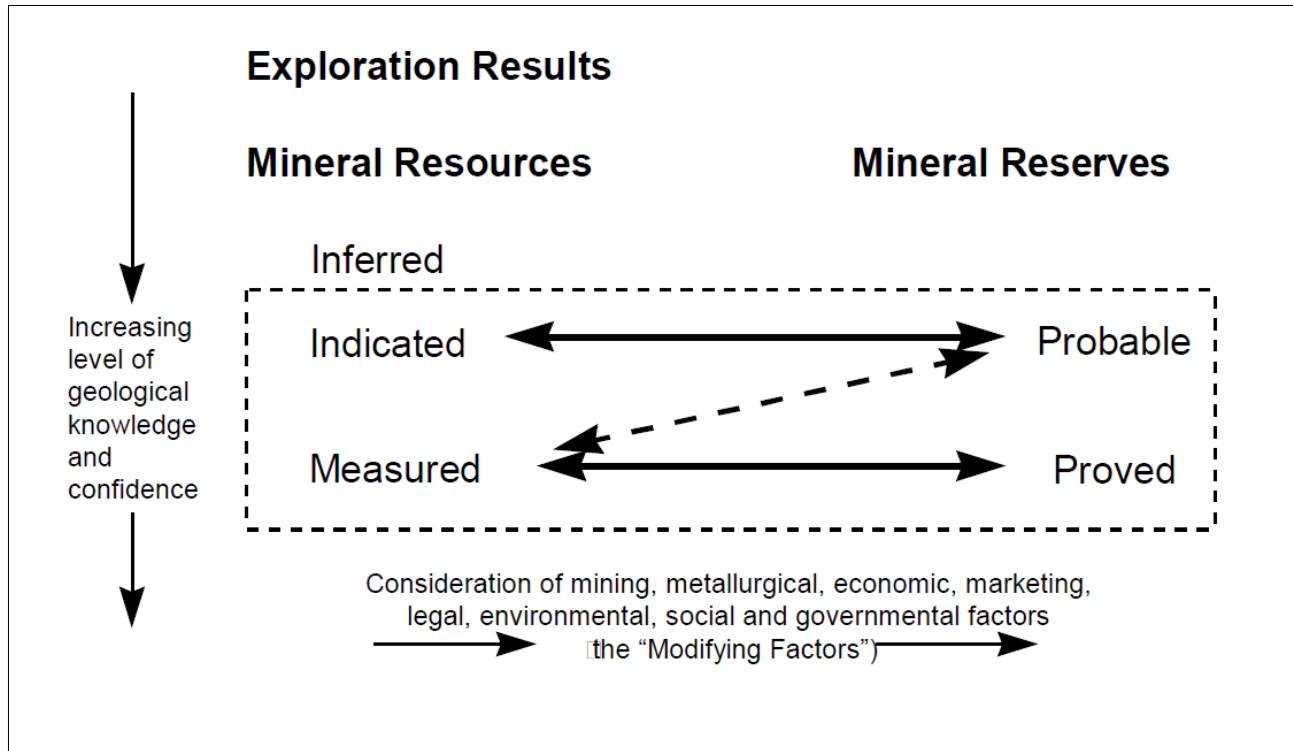 Exploration Results
Mineral Resources
Mineral Reserves
Inferred
Increasing
level of
geological
knowledge
and
confidence
Indicated
Probable
Measured
Proved
Consideration of mining, metallurgical, economic, marketing,
legal, environmental, social and governmental factors
the “Modifying Factors”)